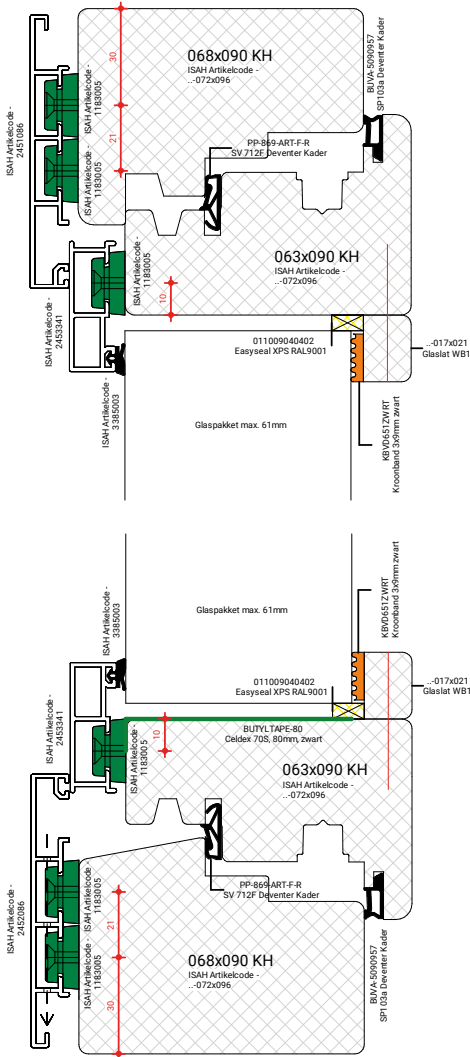 068x090 KH
ISAH Artikelcode -
..-072x096
BUVA-5090957
SP103a Deventer Kader
ISAH Artikelcode -
2451086
ISAH Artikelcode -
1183005
30
ISAH Artikelcode -
1183005
21
PP-869-ART-F-R
SV 712F Deventer Kader
063x090 KH
ISAH Artikelcode -
..-072x096
ISAH Artikelcode -
1183005
10
ISAH Artikelcode -
2453341
011009040402
Easyseal XPS RAL9001
..-017x021
Glaslat WB1
ISAH Artikelcode -
3385003
Glaspakket max. 61mm
KBVD651ZWRT
Kroonband 3x9mm zwart
ISAH Artikelcode -
3385003
Glaspakket max. 61mm
KBVD651ZWRT
Kroonband 3x9mm zwart
011009040402
Easyseal XPS RAL9001
..-017x021
Glaslat WB1
ISAH Artikelcode -
2453341
BUTYLTAPE-80
Celdex 70S, 80mm, zwart
10
ISAH Artikelcode -
1183005
063x090 KH
ISAH Artikelcode -
..-072x096
PP-869-ART-F-R
SV 712F Deventer Kader
ISAH Artikelcode -
2452086
ISAH Artikelcode -
1183005
21
ISAH Artikelcode -
1183005
30
068x090 KH
ISAH Artikelcode -
..-072x096
BUVA-5090957
SP103a Deventer Kader